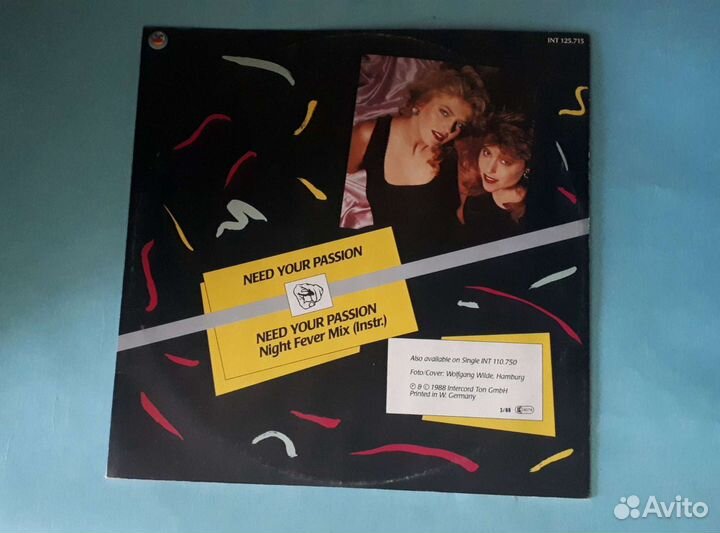 INT 125.715
NEED YOUR PASSION
NEED YOUR PASSION
Night Fever Mix (Instr.)
Also available on Single INT 110.750
Foto/Cover: Wolfgang Wilde, Hamburg
℗ & © 1988 Intercord Ton GmbH
Printed in W. Germany
Avito